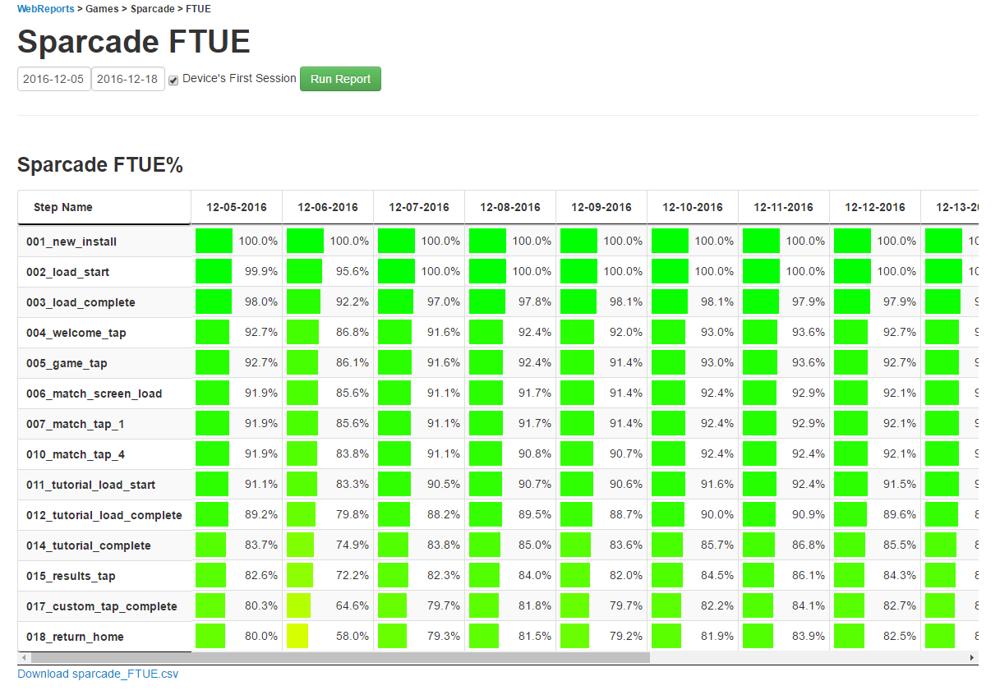 WebReports > Games > Sparcade > FTUE
Sparcade FTUE
2016-12-05 2016-12-18 Device's First Session Run Report
Sparcade FTUE%
Step Name 12-05-2016 12-06-2016 12-07-2016 12-08-2016 12-09-2016 12-10-2016 12-11-2016 12-12-2016 12-13-20
001_new_install 100.0% 100.0% 100.0% 100.0% 100.0% 100.0% 100.0% 100.0% 10
002_load_start 99.9% 95.6% 100.0% 100.0% 100.0% 100.0% 100.0% 100.0% 10
003_load_complete 98.0% 92.2% 97.0% 97.8% 98.1% 98.1% 97.9% 97.9% 9
004_welcome_tap 92.7% 86.8% 91.6% 92.4% 92.0% 93.0% 93.6% 92.7% 9
005_game_tap 92.7% 86.1% 91.6% 92.4% 91.4% 93.0% 93.6% 92.7% 9
006_match_screen_load 91.9% 85.6% 91.1% 91.7% 91.4% 92.4% 92.9% 92.1% 9
007_match_tap_1 91.9% 85.6% 91.1% 91.7% 91.4% 92.4% 92.9% 92.1% 9
010_match_tap_4 91.9% 83.8% 91.1% 90.8% 90.7% 92.4% 92.4% 92.1% 9
011_tutorial_load_start 91.1% 83.3% 90.5% 90.7% 90.6% 91.6% 92.4% 91.5% 9
012_tutorial_load_complete 89.2% 79.8% 88.2% 89.5% 88.7% 90.0% 90.9% 89.6% 8
014_tutorial_complete 83.7% 74.9% 83.8% 85.0% 83.6% 85.7% 86.8% 85.5% 8
015_results_tap 82.6% 72.2% 82.3% 84.0% 82.0% 84.5% 86.1% 84.3% 8
017_custom_tap_complete 80.3% 64.6% 79.7% 81.8% 79.7% 82.2% 84.1% 82.7% 8
018_return_home 80.0% 58.0% 79.3% 81.5% 79.2% 81.9% 83.9% 82.5% 8
Download sparcade_FTUE.csv